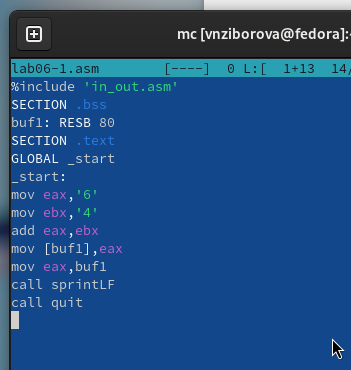 mc [vnziborova@fedora]:
lab06-1.asm [----] 0 L:[ 1+13 14/
%include 'in_out.asm'
SECTION .bss
buf1: RESB 80
SECTION .text
GLOBAL _start
_start:
mov eax,'6'
mov ebx,'4'
add eax,ebx
mov [buf1],eax
mov eax,buf1
call sprintLF
call quit